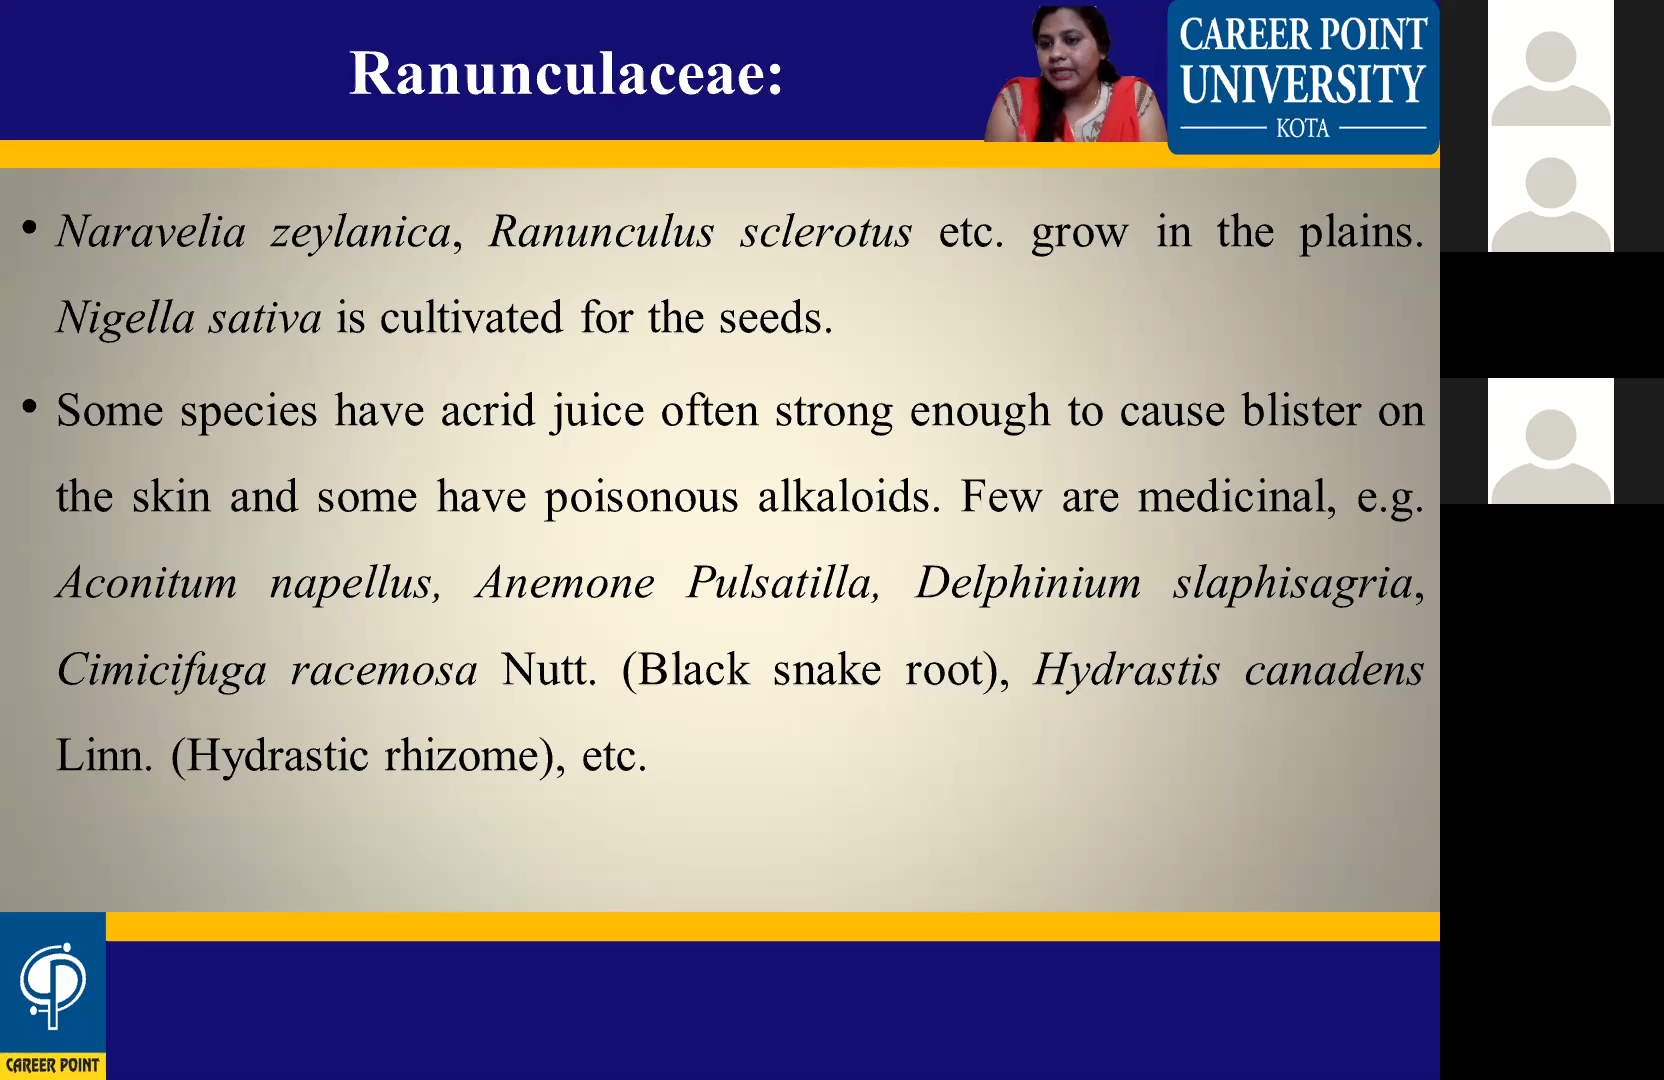 Ranunculaceae:
CAREER POINT
UNIVERSITY
KOTA
• Naravelia zeylanica, Ranunculus sclerotus etc. grow in the plains.
Nigella sativa is cultivated for the seeds.
• Some species have acrid juice often strong enough to cause blister on
the skin and some have poisonous alkaloids. Few are medicinal, e.g.
Aconitum napellus, Anemone Pulsatilla, Delphinium slaphisagria,
Cimicifuga racemosa Nutt. (Black snake root), Hydrastis canadens
Linn. (Hydrastic rhizome), etc.
CAREER POINT